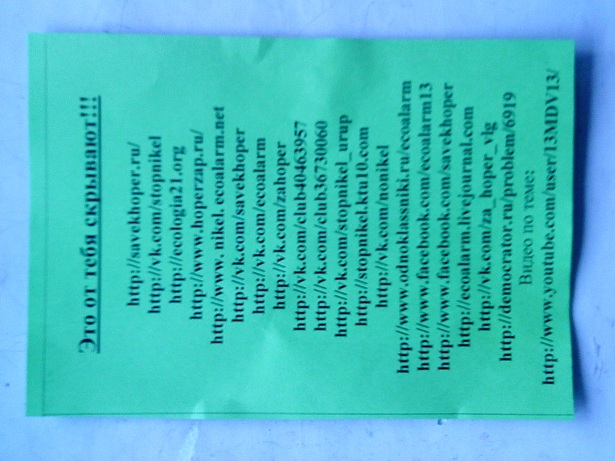 Это от тебя скрывают!!!
http://savekhoper.ru/
http://vk.com/stopnikel
http://ecologia21.org
http://www.hoperzap.ru/
http://www. nikel. ecoalarm.net
http://vk.com/savekhoper
http://vk.com/ecoalarm
http://vk.com/zahoper
http://vk.com/club40463957
http://vk.com/club36730060
http://vk.com/stopnikel_urup
http://stopnikel.ktu10.com
http://vk.com/nonikel
http://www.odnoklassniki.ru/ecoalarm
http://www.facebook.com/ecoalarm13
http://www.facebook.com/savekhoper
http://ecoalarm.livejournal.com
http://vk.com/za_hoper_vlg
http://democrator.ru/problem/6919
Видео по теме:
http://www.youtube.com/user/13MDV13/